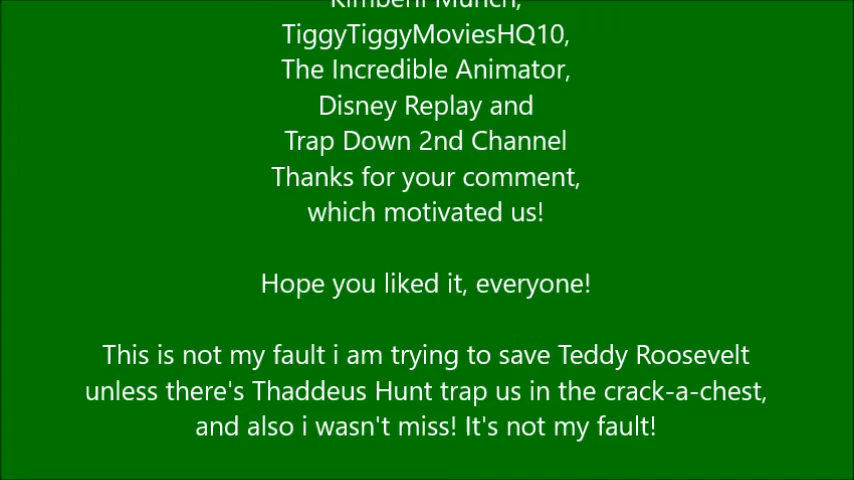 Kimberli Munch,
TiggyTiggyMoviesHQ10,
The Incredible Animator,
Disney Replay and
Trap Down 2nd Channel
Thanks for your comment,
which motivated us!
Hope you liked it, everyone!
This is not my fault i am trying to save Teddy Roosevelt
unless there's Thaddeus Hunt trap us in the crack-a-chest,
and also i wasn't miss! It's not my fault!